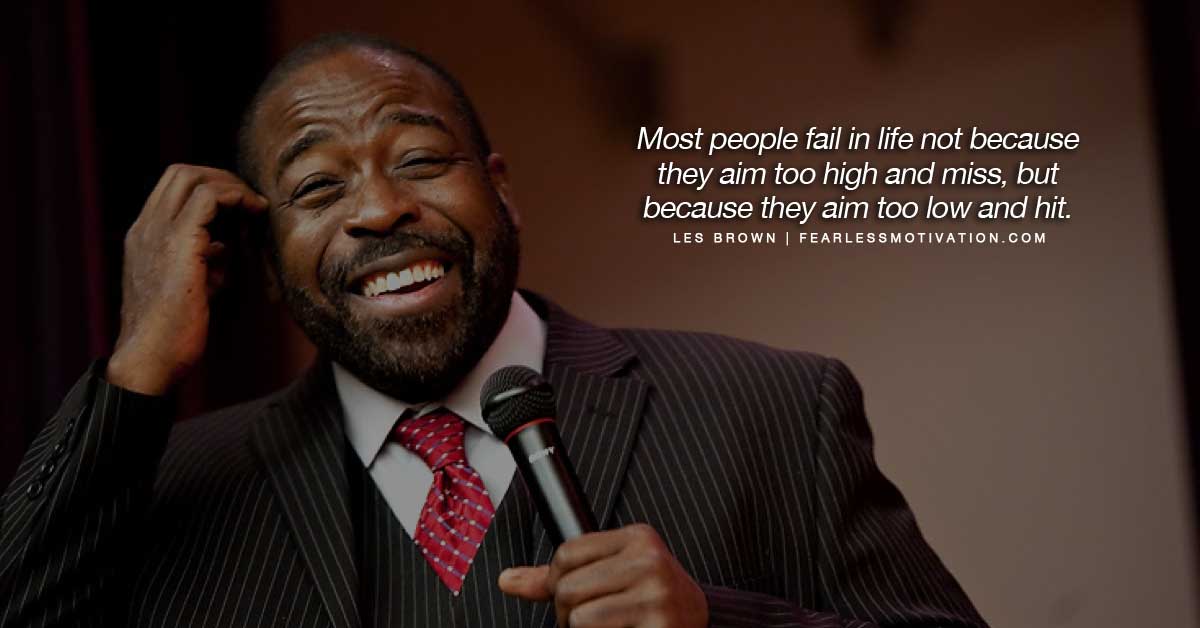 Most people fail in life not because
they aim too high and miss, but
because they aim too low and hit.
LES BROWN | FEARLESSMOTIVATION.COM